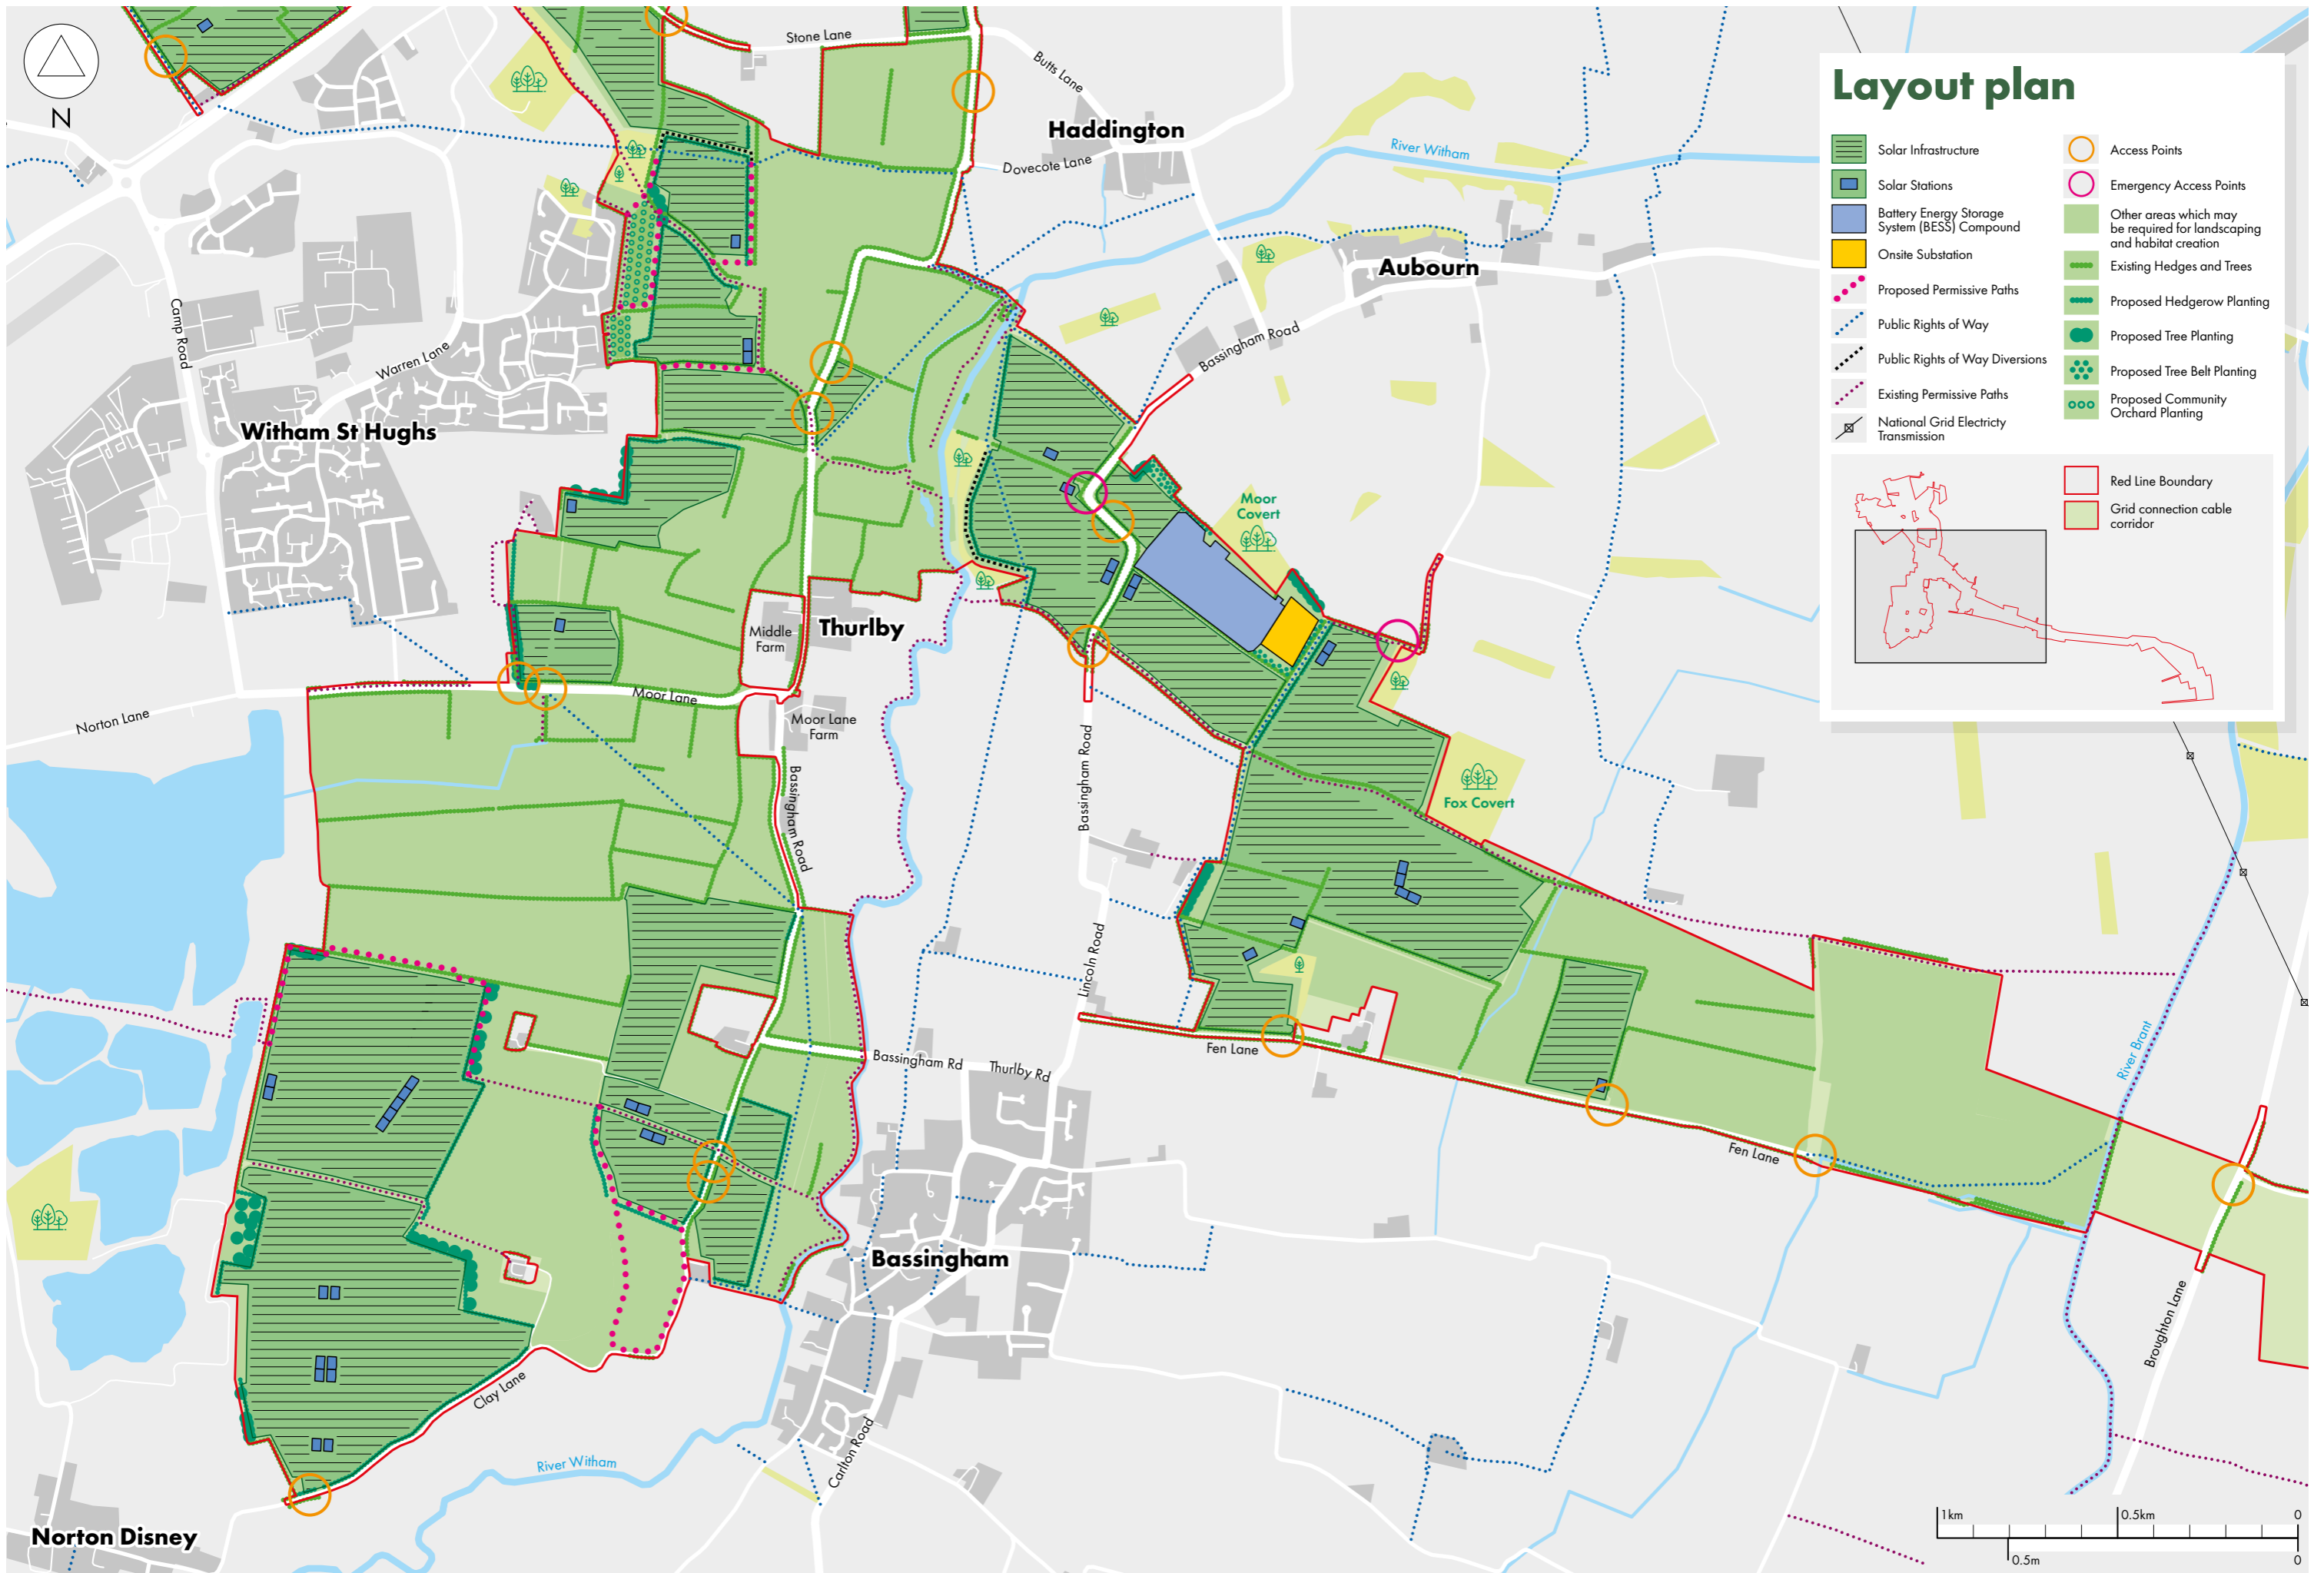 Layout plan
Solar Infrastructure
Solar Stations
Battery Energy Storage
System (BESS) Compound
Onsite Substation
Proposed Permissive Paths
Public Rights of Way
Public Rights of Way Diversions
Existing Permissive Paths
National Grid Electricty
Transmission
Access Points
Emergency Access Points
Other areas which may
be required for landscaping
and habitat creation
Existing Hedges and Trees
Proposed Hedgerow Planting
Proposed Tree Planting
Proposed Tree Belt Planting
Proposed Community
Orchard Planting
Red Line Boundary
Grid connection cable
corridor
N
Stone Lane
Butts Lane
Haddington
Dovecote Lane
River Witham
Aubourn
Camp Road
Warren Lane
Bassingham Road
Witham St Hughs
Moor
Covert
Middle
Farm
Thurlby
Moor Lane
Norton Lane
Moor Lane
Farm
Bassingham Road
Bassingham Road
Fox Covert
Lincoln Road
Bassingham Rd
Thurlby Rd
Fen Lane
River Brant
Fen Lane
Bassingham
Broughton Lane
Clay Lane
Carlton Road
River Witham
Norton Disney
1km
0.5km
0
0.5m
0